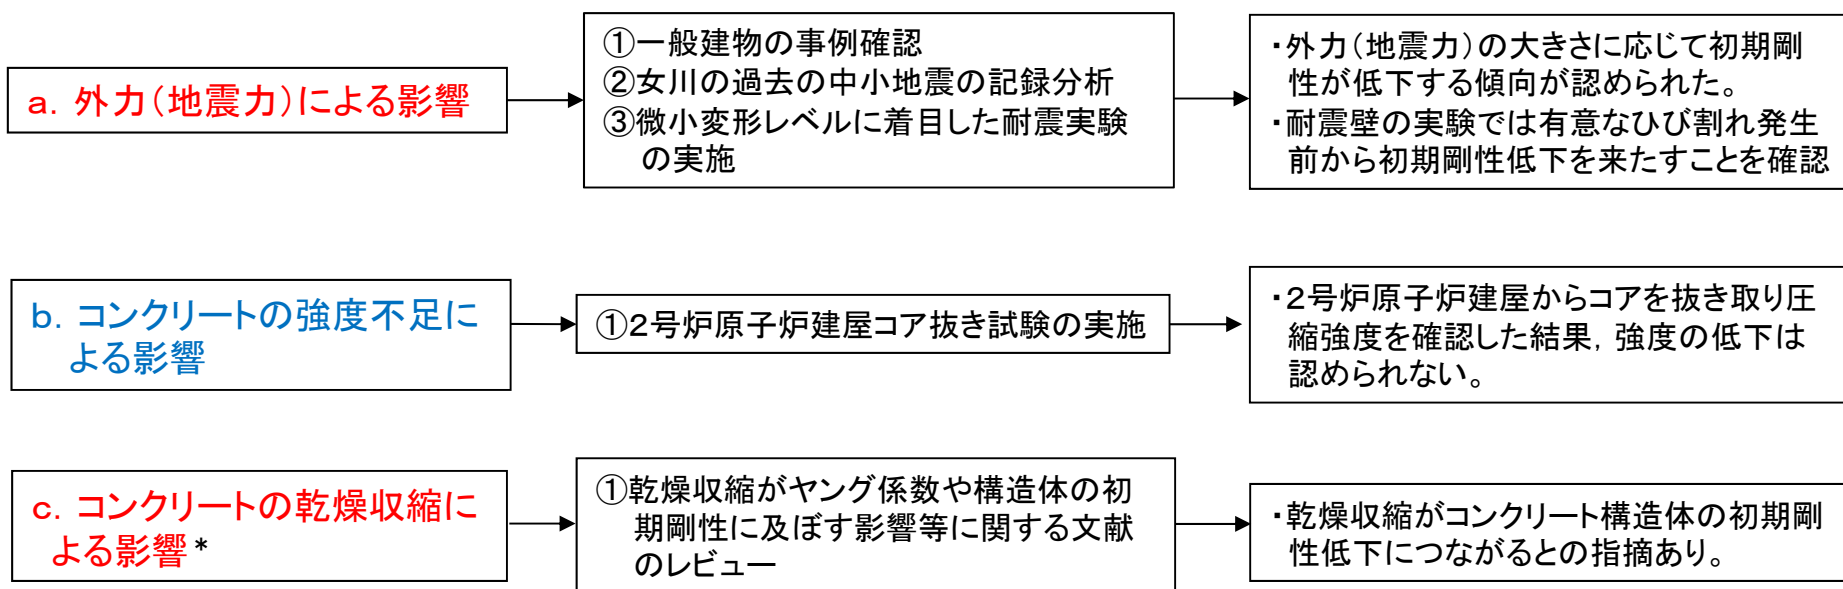 a. 外力(地震力)による影響
①一般建物の事例確認
②女川の過去の中小地震の記録分析
③微小変形レベルに着目した耐震実験
の実施
・外力(地震力)の大きさに応じて初期剛
性が低下する傾向が認められた。
・耐震壁の実験では有意なひび割れ発生
前から初期剛性低下を来たすことを確認
b. コンクリートの強度不足に
よる影響
①2号炉原子炉建屋コア抜き試験の実施
・2号炉原子炉建屋からコアを抜き取り圧
縮強度を確認した結果, 強度の低下は
認められない。
c. コンクリートの乾燥収縮に
よる影響*
①乾燥収縮がヤング係数や構造体の初
期剛性に及ぼす影響等に関する文献
のレビュー
・乾燥収縮がコンクリート構造体の初期剛
性低下につながるとの指摘あり。